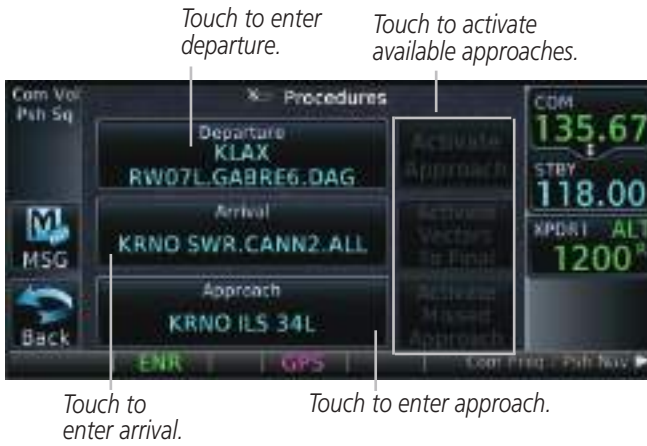 Touch to enter
departure.
Touch to activate
available approaches.
Com Vol
Psh Sq
Procedures
COM
135.67
STBY
118.00
XPDR1 ALT
1200 R
Departure
KLAX
RW07L.GABRE6.DAG
Activate
Approach
Arrival
KRNO SWR.CANN2.ALL
Activate
Vectors
To Final
MSG
Approach
KRNO ILS 34L
Activate
Missed
Approach
Back
ENR
GPS
Com Freq / Psh Nav
Touch to
enter arrival.
Touch to enter approach.